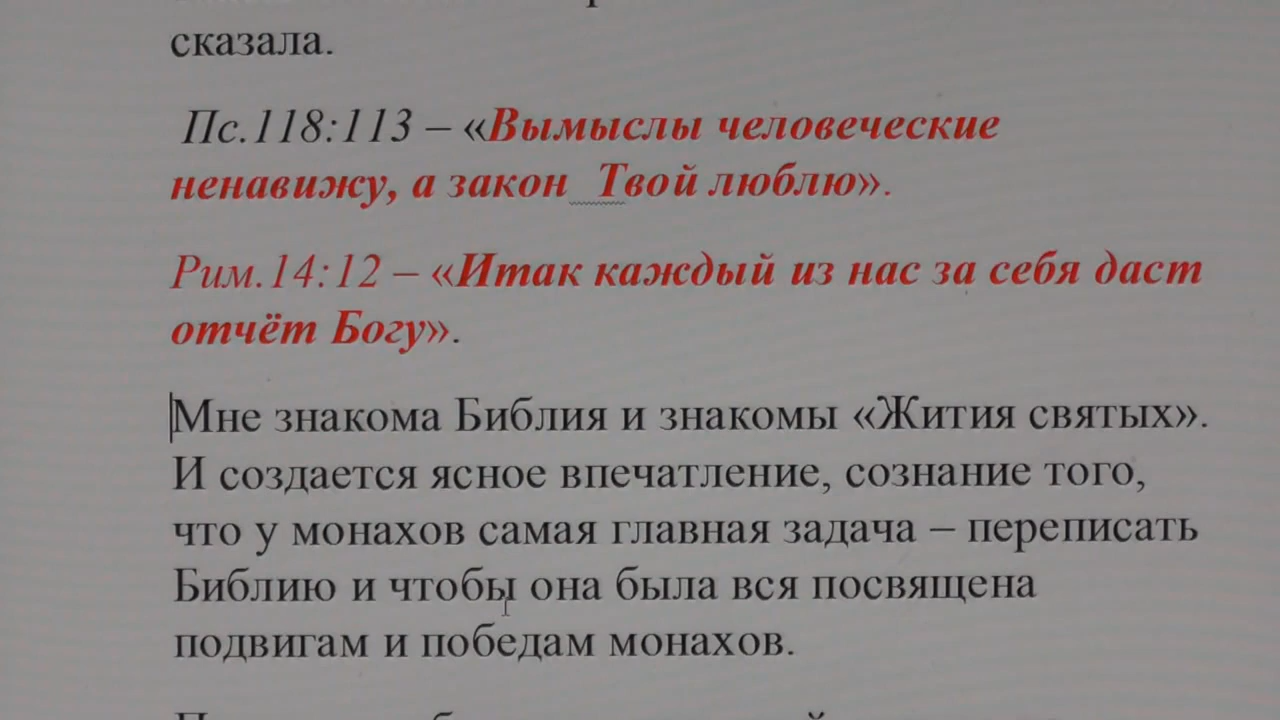 сказала.
Пс.118:113 – «Вымыслы человеческие
ненавижу, а закон  Твой люблю».
Рим.14:12 – «Итак каждый из нас за себя даст
отчёт Богу».
Мне знакома Библия и знакомы «Жития святых».
И создается ясное впечатление, сознание того,
что у монахов самая главная задача – переписать
Библию и чтобы она была вся посвящена
подвигам и победам монахов.